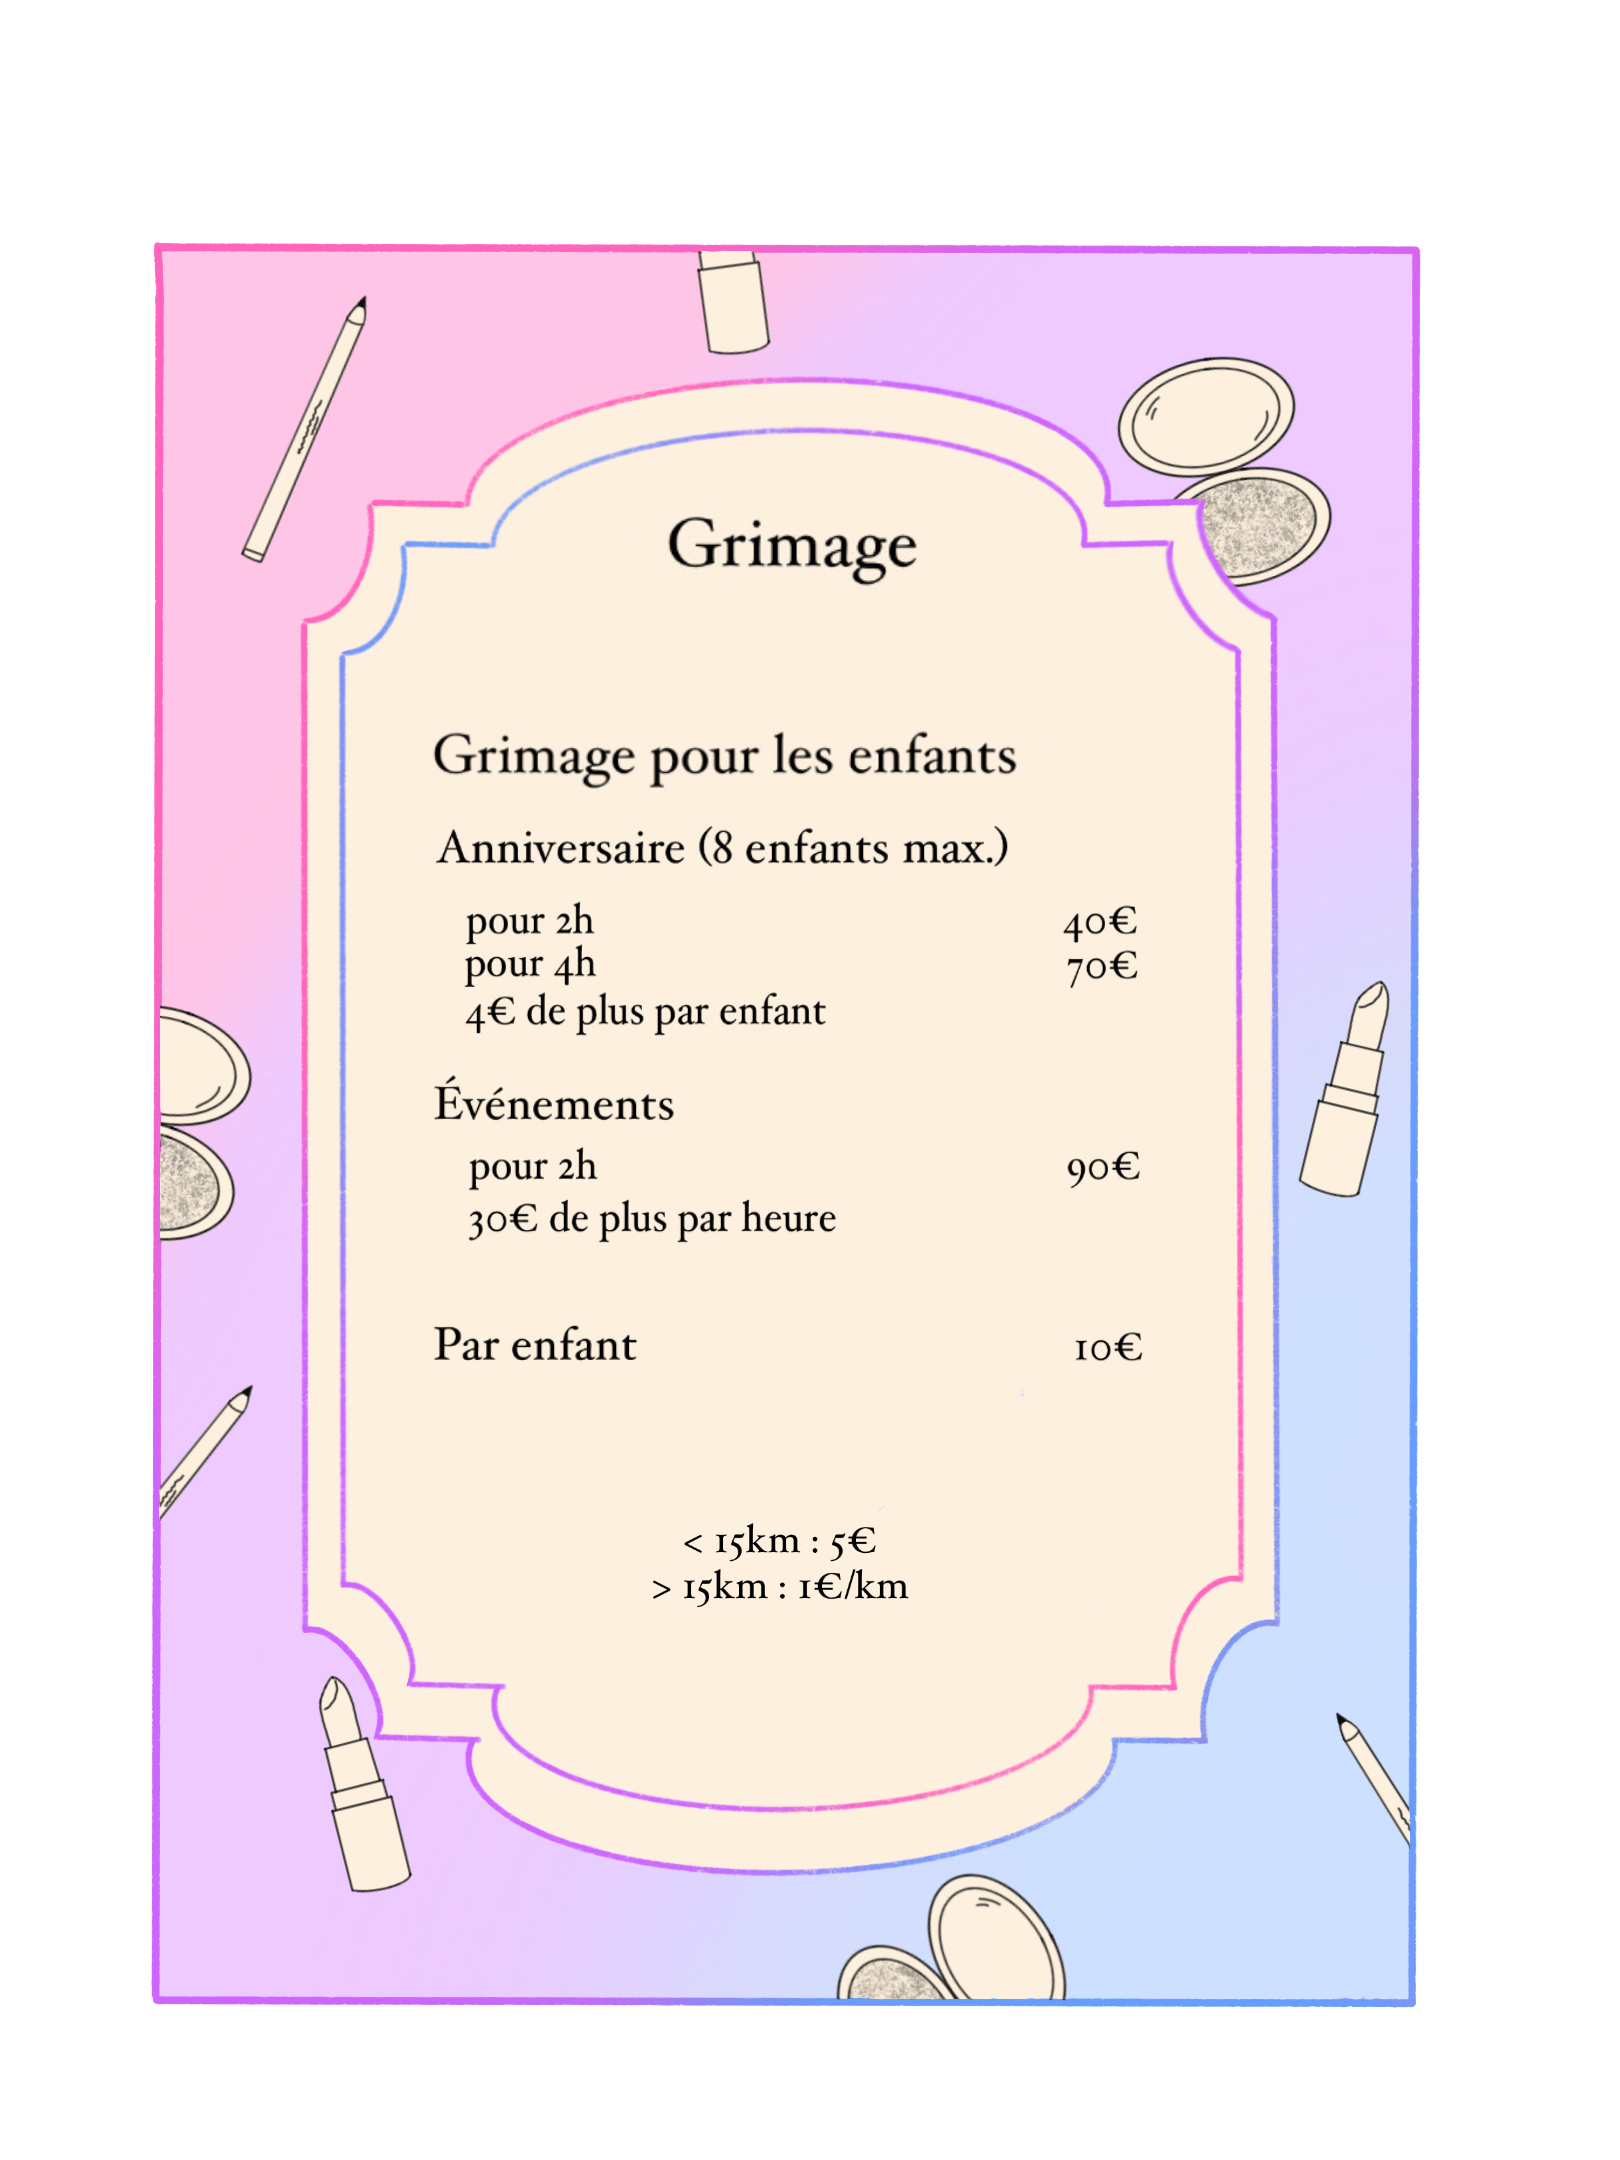 Grimage
Grimage pour les enfants
Anniversaire (8 enfants max.)
pour 2h 40€
pour 4h 70€
4€ de plus par enfant
Événements
pour 2h 90€
30€ de plus par heure
Par enfant 10€
< 15km : 5€
> 15km : 1€/km